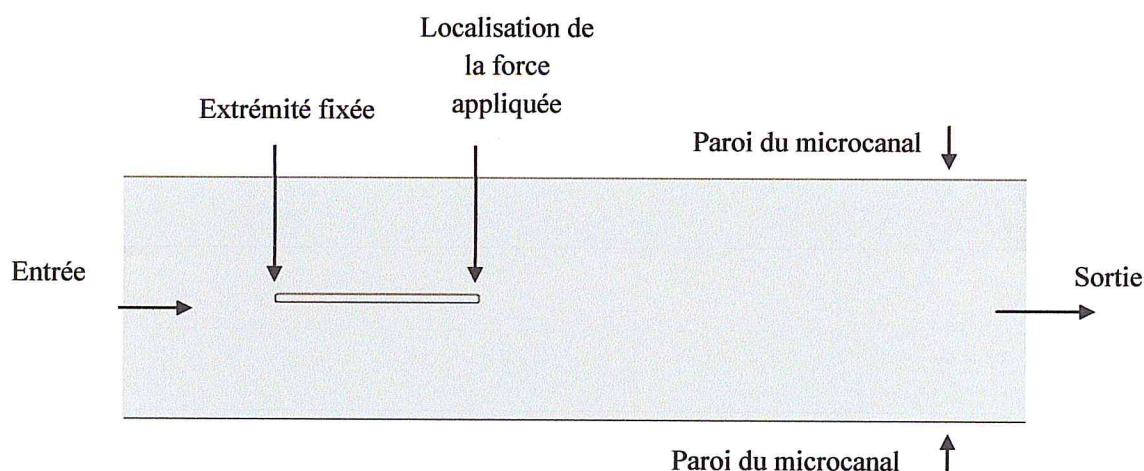 Localisation de
la force
appliquée
Extrémité fixée
Paroi du microcanal
Entrée
Sortie
Paroi du microcanal